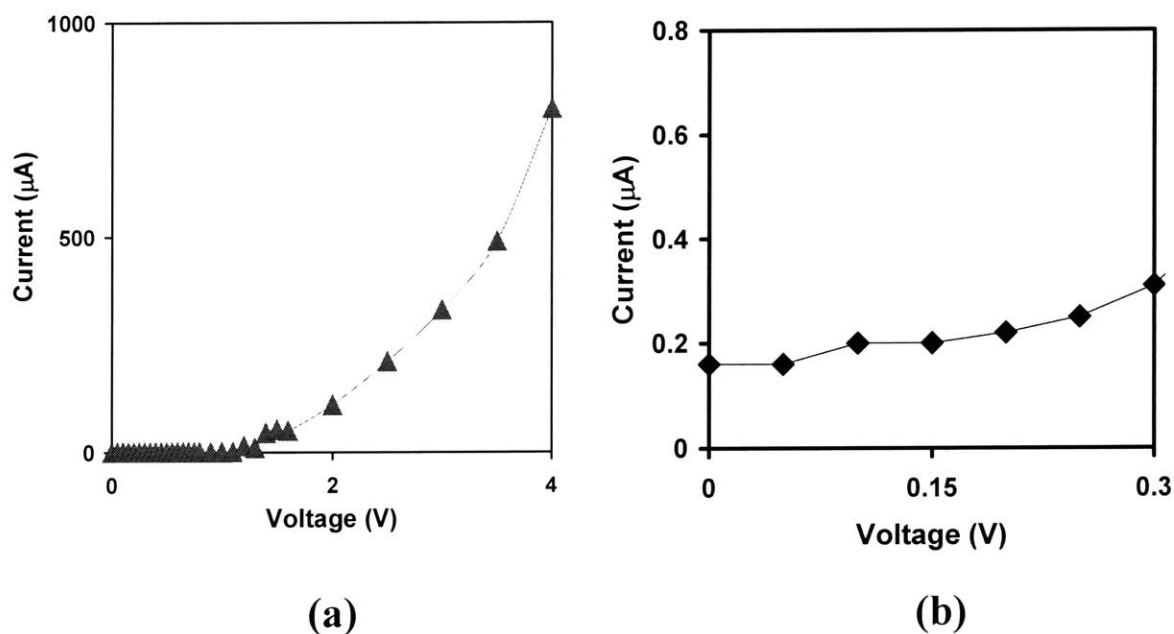 1000
500
0
0
2
4
Current (μA)
Voltage (V)
(a)
0.8
0.6
0.4
0.2
0
0
0.15
0.3
Current (μA)
Voltage (V)
(b)